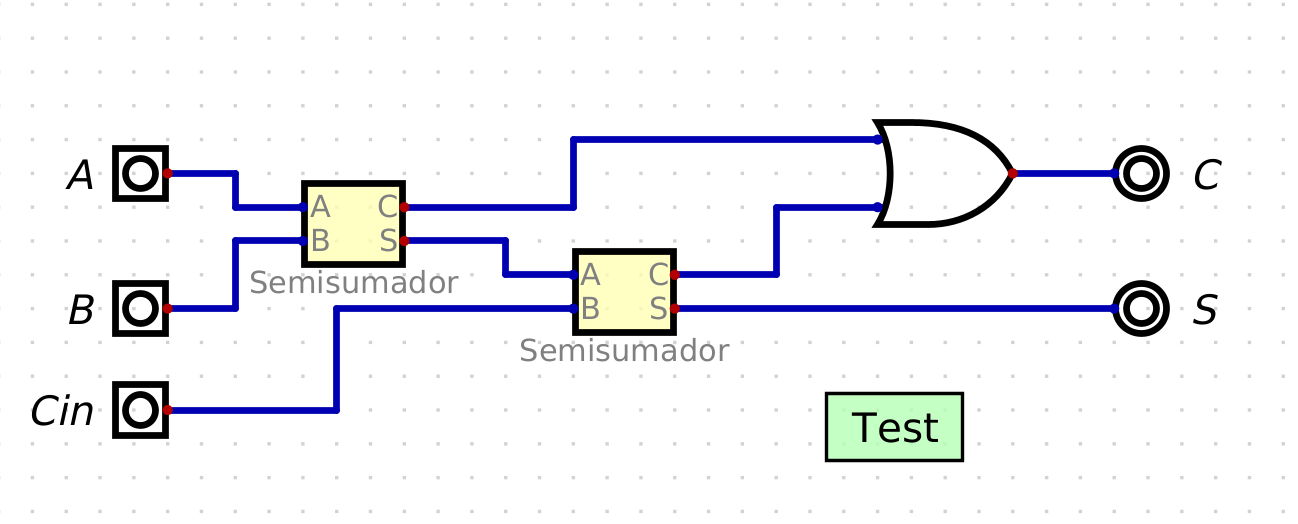 A
A C
B S
Semisumador
B
Cin
A C
B S
Semisumador
C
S
Test